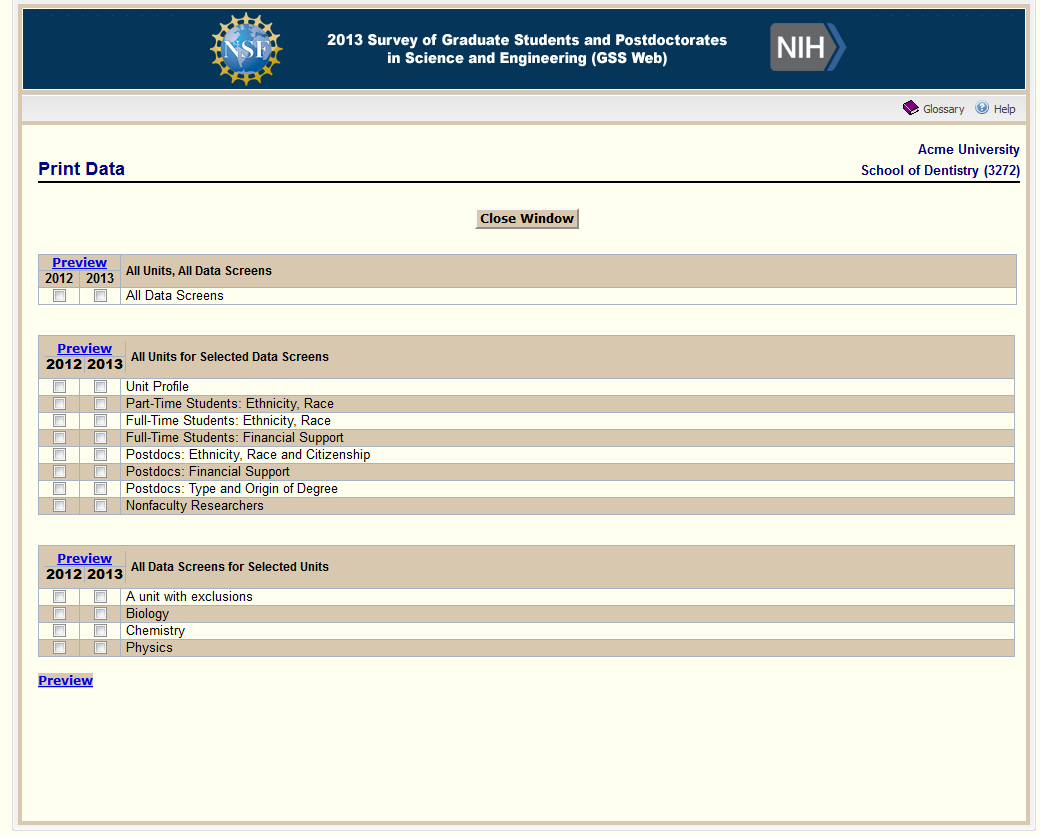 NSF
2013 Survey of Graduate Students and Postdoctorates
in Science and Engineering (GSS Web)
NIH
Glossary Help
Acme University
Print Data
School of Dentistry (3272)
Close Window
Preview
2012 2013
All Units, All Data Screens
All Data Screens
Preview
2012 2013
All Units for Selected Data Screens
Unit Profile
Part-Time Students: Ethnicity, Race
Full-Time Students: Ethnicity, Race
Full-Time Students: Financial Support
Postdocs: Ethnicity, Race and Citizenship
Postdocs: Financial Support
Postdocs: Type and Origin of Degree
Nonfaculty Researchers
Preview
2012 2013
All Data Screens for Selected Units
A unit with exclusions
Biology
Chemistry
Physics
Preview